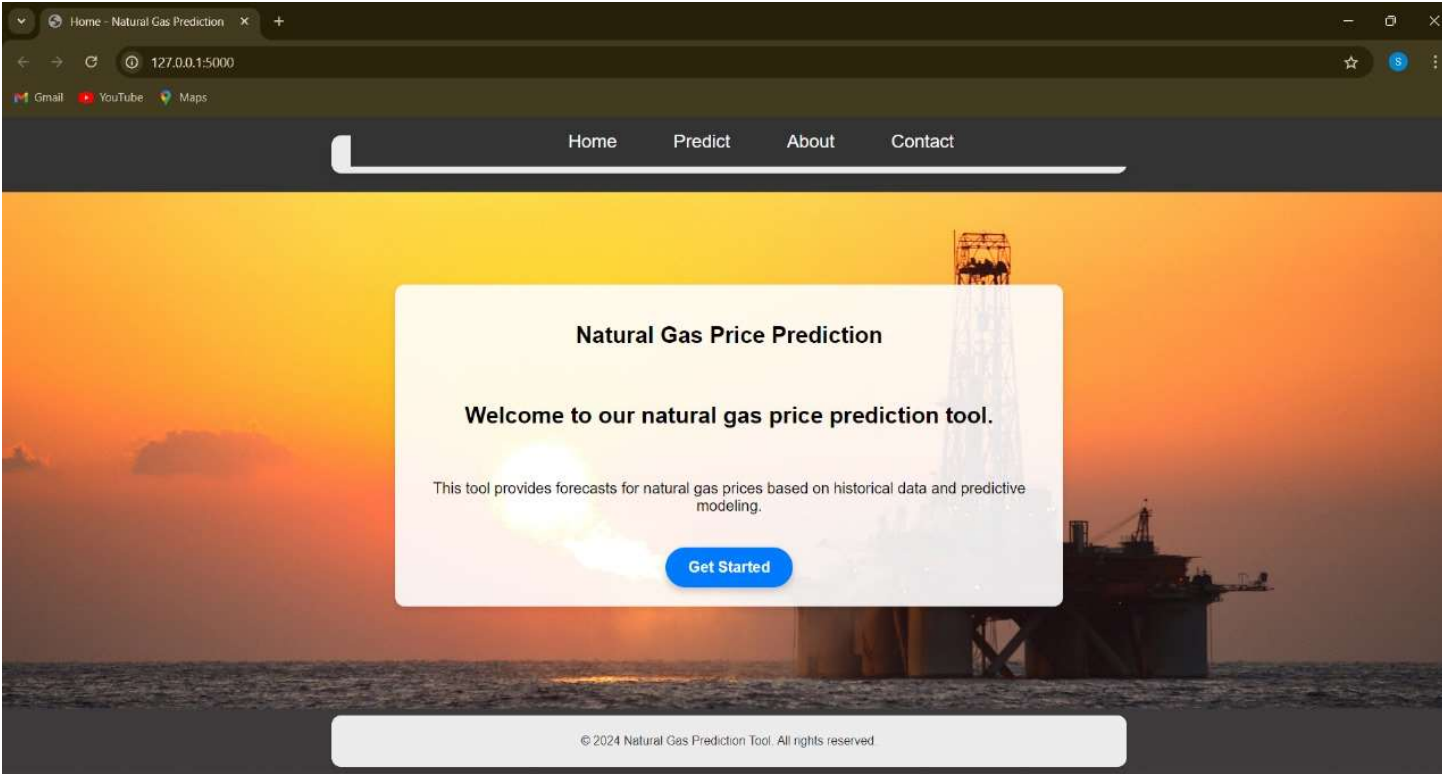 Home - Natural Gas Prediction
127.0.0.1:5000
S
Gmail YouTube Maps
Home Predict About Contact
Natural Gas Price Prediction
Welcome to our natural gas price prediction tool.
This tool provides forecasts for natural gas prices based on historical data and predictive
modeling.
Get Started
© 2024 Natural Gas Prediction Tool. All rights reserved.